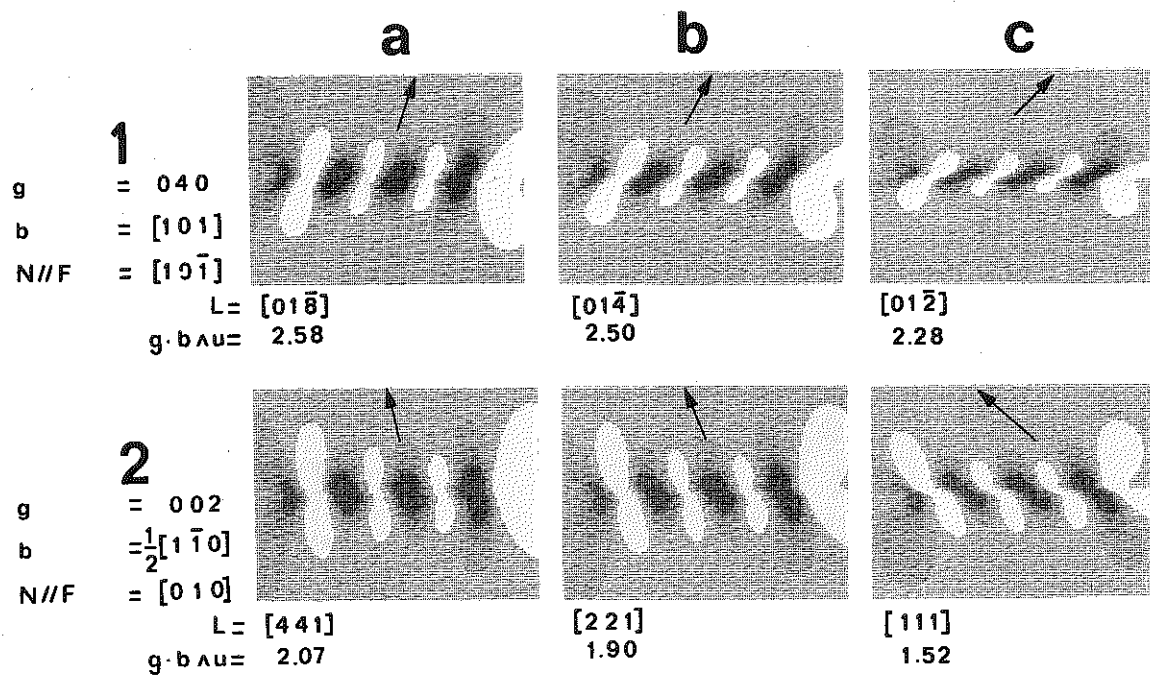 a b c
1
g = 040
b = [101]
N//F = [101̄]
L= [018̄] [014̄] [012̄]
g·b∧u= 2.58 2.50 2.28
2
g = 002
b =1/2[11̄0]
N//F = [010]
L= [441] [221] [111]
g·b∧u= 2.07 1.90 1.52